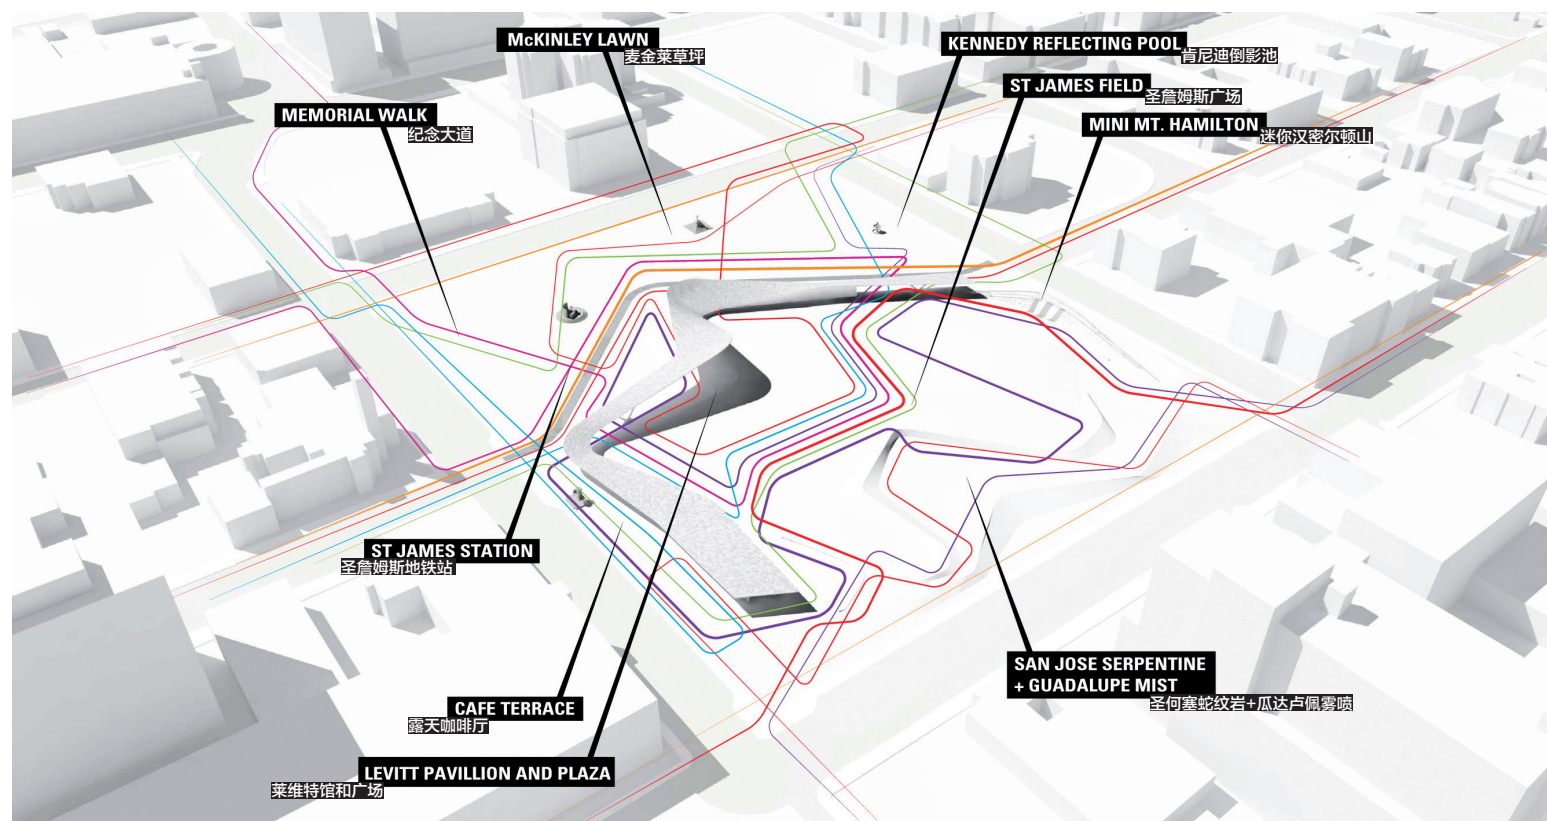 McKINLEY LAWN
麦金莱草坪
KENNEDY REFLECTING POOL
肯尼迪倒影池
ST JAMES FIELD
圣詹姆斯广场
MEMORIAL WALK
纪念大道
MINI MT. HAMILTON
迷你汉密尔顿山
ST JAMES STATION
圣詹姆斯地铁站
SAN JOSE SERPENTINE
+ GUADALUPE MIST
圣何塞蛇纹岩+瓜达卢佩雾喷
CAFE TERRACE
露天咖啡厅
LEVITT PAVILLION AND PLAZA
莱维特馆和广场